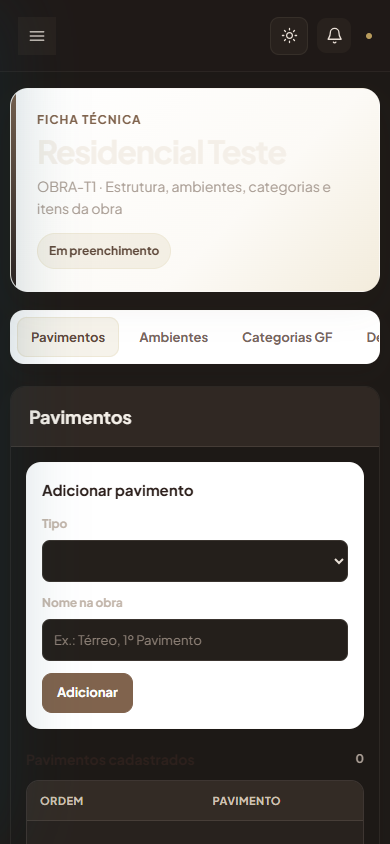 FICHA TÉCNICA
Residencial Teste
OBRA-T1 · Estrutura, ambientes, categorias e
itens da obra
Em preenchimento
Pavimentos Ambientes Categorias GF De
Pavimentos
Adicionar pavimento
Tipo
Nome na obra
Ex.: Térreo, 1º Pavimento
Adicionar
Pavimentos cadastrados 0
ORDEM PAVIMENTO